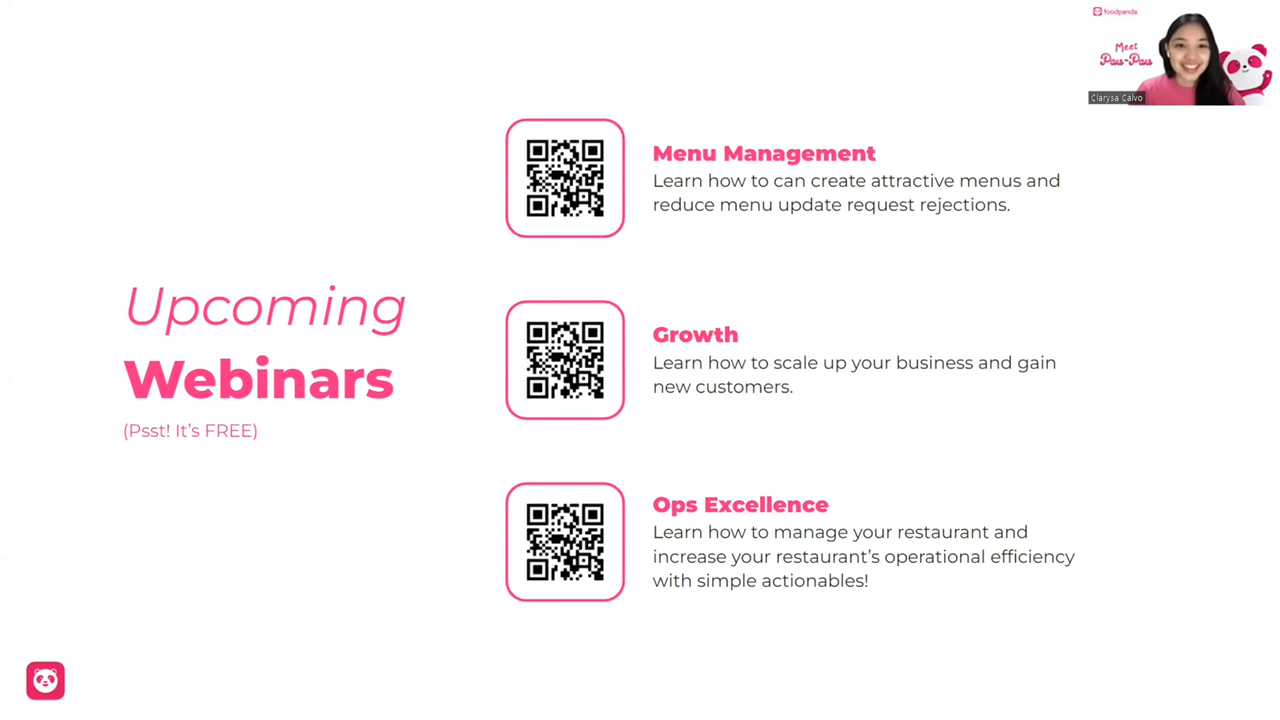 foodpanda
Meet
Pau-Pau
Clarysa Calvo
Menu Management
Learn how to can create attractive menus and
reduce menu update request rejections.
Upcoming
Webinars
(Psst! It's FREE)
Growth
Learn how to scale up your business and gain
new customers.
Ops Excellence
Learn how to manage your restaurant and
increase your restaurant's operational efficiency
with simple actionables!